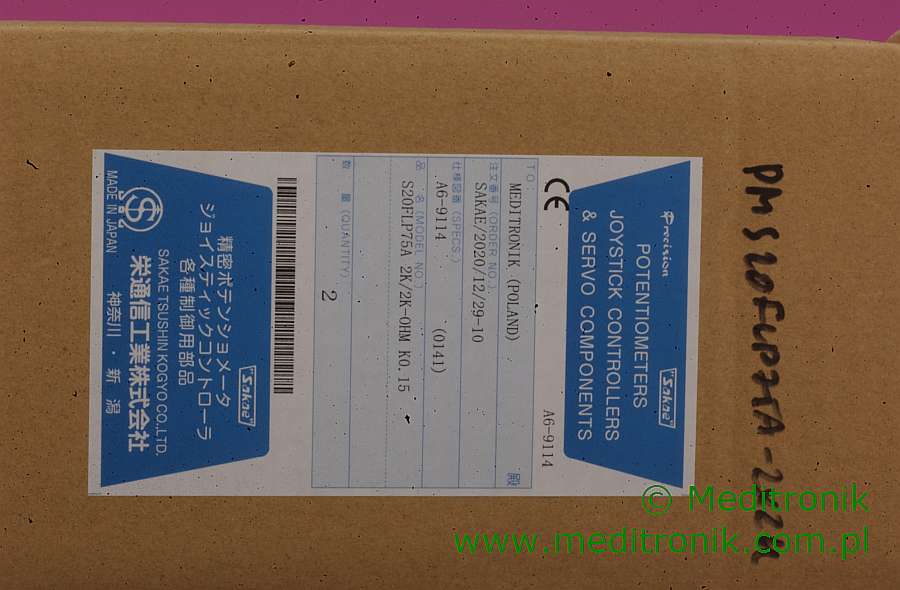 Precision Sakae
POTENTIOMETERS
JOYSTICK CONTROLLERS
& SERVO COMPONENTS
CE A6-9114
TO: MEDITRONIK (POLAND) 殿
注文番号 (ORDER NO.)
SAKAE/2020/12/29-10
仕様図番 (SPECS.)
A6-9114 (0141)
品 名 (MODEL NO.)
S20FLP75A 2K/2K-OHM K0.15
数 量 (QUANTITY)
2
Sakae
精密ポテンショメータ
ジョイスティックコントローラ
各種制御用部品
SAKAE TSUSHIN KOGYO CO.,LTD.
栄通信工業株式会社
MADE IN JAPAN 神奈川・新潟
PM S20FLP75A-
© Meditronik
www.meditronik.com.pl